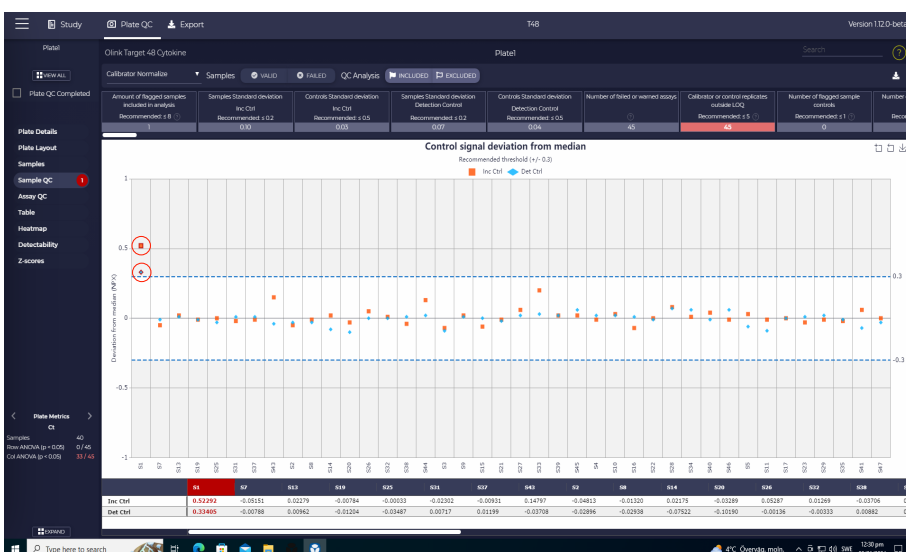 Study
Plate QC
Export
T48
Version 1.12.0-beta
Plate1
Olink Target 48 Cytokine
Plate1
Search
?
VIEW ALL
Calibrator Normalize
Samples
VALID
FAILED
QC Analysis
INCLUDED
EXCLUDED
Plate QC Completed
Amount of flagged samples included in analysis
Recommended: ≤ 8
1
Samples Standard deviation
Inc Ctrl
Recommended: ≤ 0.2
0.10
Controls Standard deviation
Inc Ctrl
Recommended: ≤ 0.5
0.03
Samples Standard deviation
Detection Control
Recommended: ≤ 0.2
0.07
Controls Standard deviation
Detection Control
Recommended: ≤ 0.5
0.04
Number of failed or warned assays
45
Calibrator or control replicates outside LOQ
Recommended: ≤ 5
45
Number of flagged sample controls
Recommended: ≤ 1
0
Number
Reco
Plate Details
Plate Layout
Samples
Sample QC 1
Assay QC
Table
Heatmap
Detectability
Z-scores
Control signal deviation from median
Recommended threshold (+/- 0.3)
Inc Ctrl Det Ctrl
Deviation from median (NPX)
1
0.5
0
-0.5
-1
0.3
-0.3
S1 S7 S13 S19 S25 S31 S37 S43 S2 S8 S14 S20 S26 S32 S38 S44 S3 S9 S15 S21 S27 S33 S39 S45 S4 S10 S16 S22 S28 S34 S40 S46 S5 S11 S17 S23 S29 S35 S41 S47
Plate Metrics
Ct
Samples 40
Row ANOVA (p < 0.05) 0 / 45
Col ANOVA (p < 0.05) 33 / 45
S1 S7 S13 S19 S25 S31 S37 S43 S2 S8 S14 S20 S26 S32 S38
Inc Ctrl 0.52292 -0.05151 0.02279 -0.00784 -0.00033 -0.02302 -0.00931 0.14797 -0.04813 -0.01320 0.02175 -0.03289 0.05287 0.01269 -0.03706
Det Ctrl 0.33405 -0.00788 0.00962 -0.01204 -0.03487 0.00717 0.01199 -0.03708 -0.02896 -0.02938 -0.07522 -0.10190 -0.00136 -0.00333 0.00882
EXPAND
Type here to search
4°C Överväg. moln.
SWE
12:30 pm